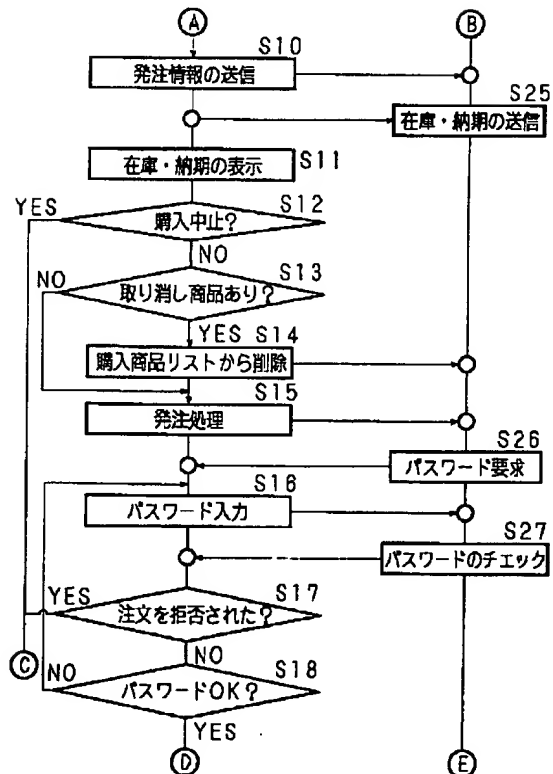 A
B
S10
発注情報の送信
S25
在庫・納期の送信
S11
在庫・納期の表示
YES
S12
購入中止?
NO
S13
NO
取り消し商品あり?
YES S14
購入商品リストから削除
S15
発注処理
S26
パスワード要求
S16
パスワード入力
S27
パスワードのチェック
S17
YES
注文を拒否された?
C
NO
S18
NO
パスワードOK?
YES
D
E